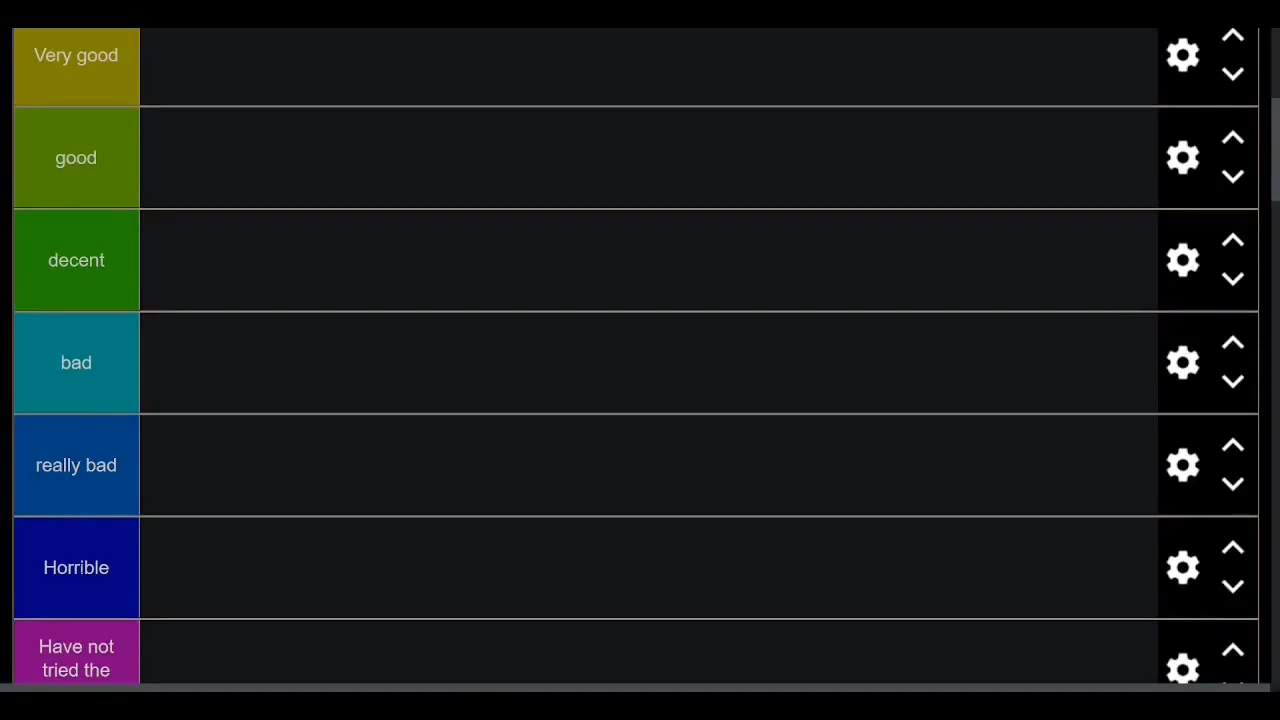 Very good
good
decent
bad
really bad
Horrible
Have not
tried the